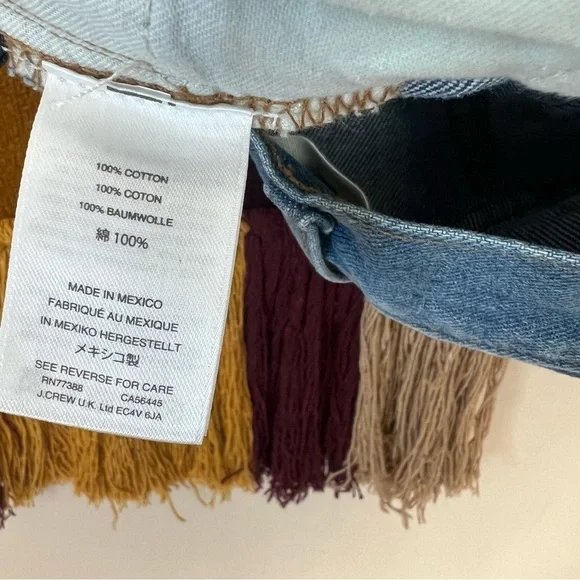 100% COTTON
100% COTON
100% BAUMWOLLE
綿 100%
MADE IN MEXICO
FABRIQUÉ AU MEXIQUE
IN MEXIKO HERGESTELLT
メキシコ製
SEE REVERSE FOR CARE
RN77388 CA56445
J.CREW U.K. Ltd EC4V 6JA